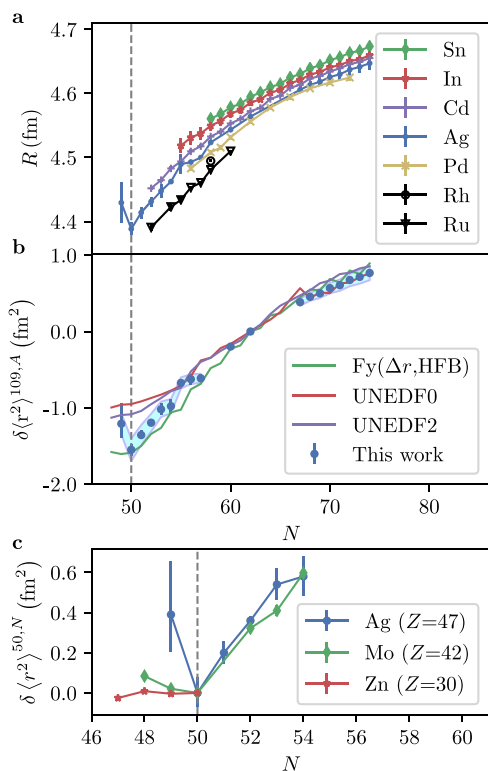 a
4.7
4.6
4.5
4.4
R (fm)
Sn
In
Cd
Ag
Pd
Rh
Ru
b
1.0
0.0
-1.0
-2.0
δ⟨r²⟩^{109,A} (fm²)
Fy(Δr,HFB)
UNEDF0
UNEDF2
This work
50 60 70 80
N
c
0.6
0.4
0.2
0.0
δ⟨r²⟩^{50,N} (fm²)
Ag (Z=47)
Mo (Z=42)
Zn (Z=30)
46 48 50 52 54 56 58 60
N